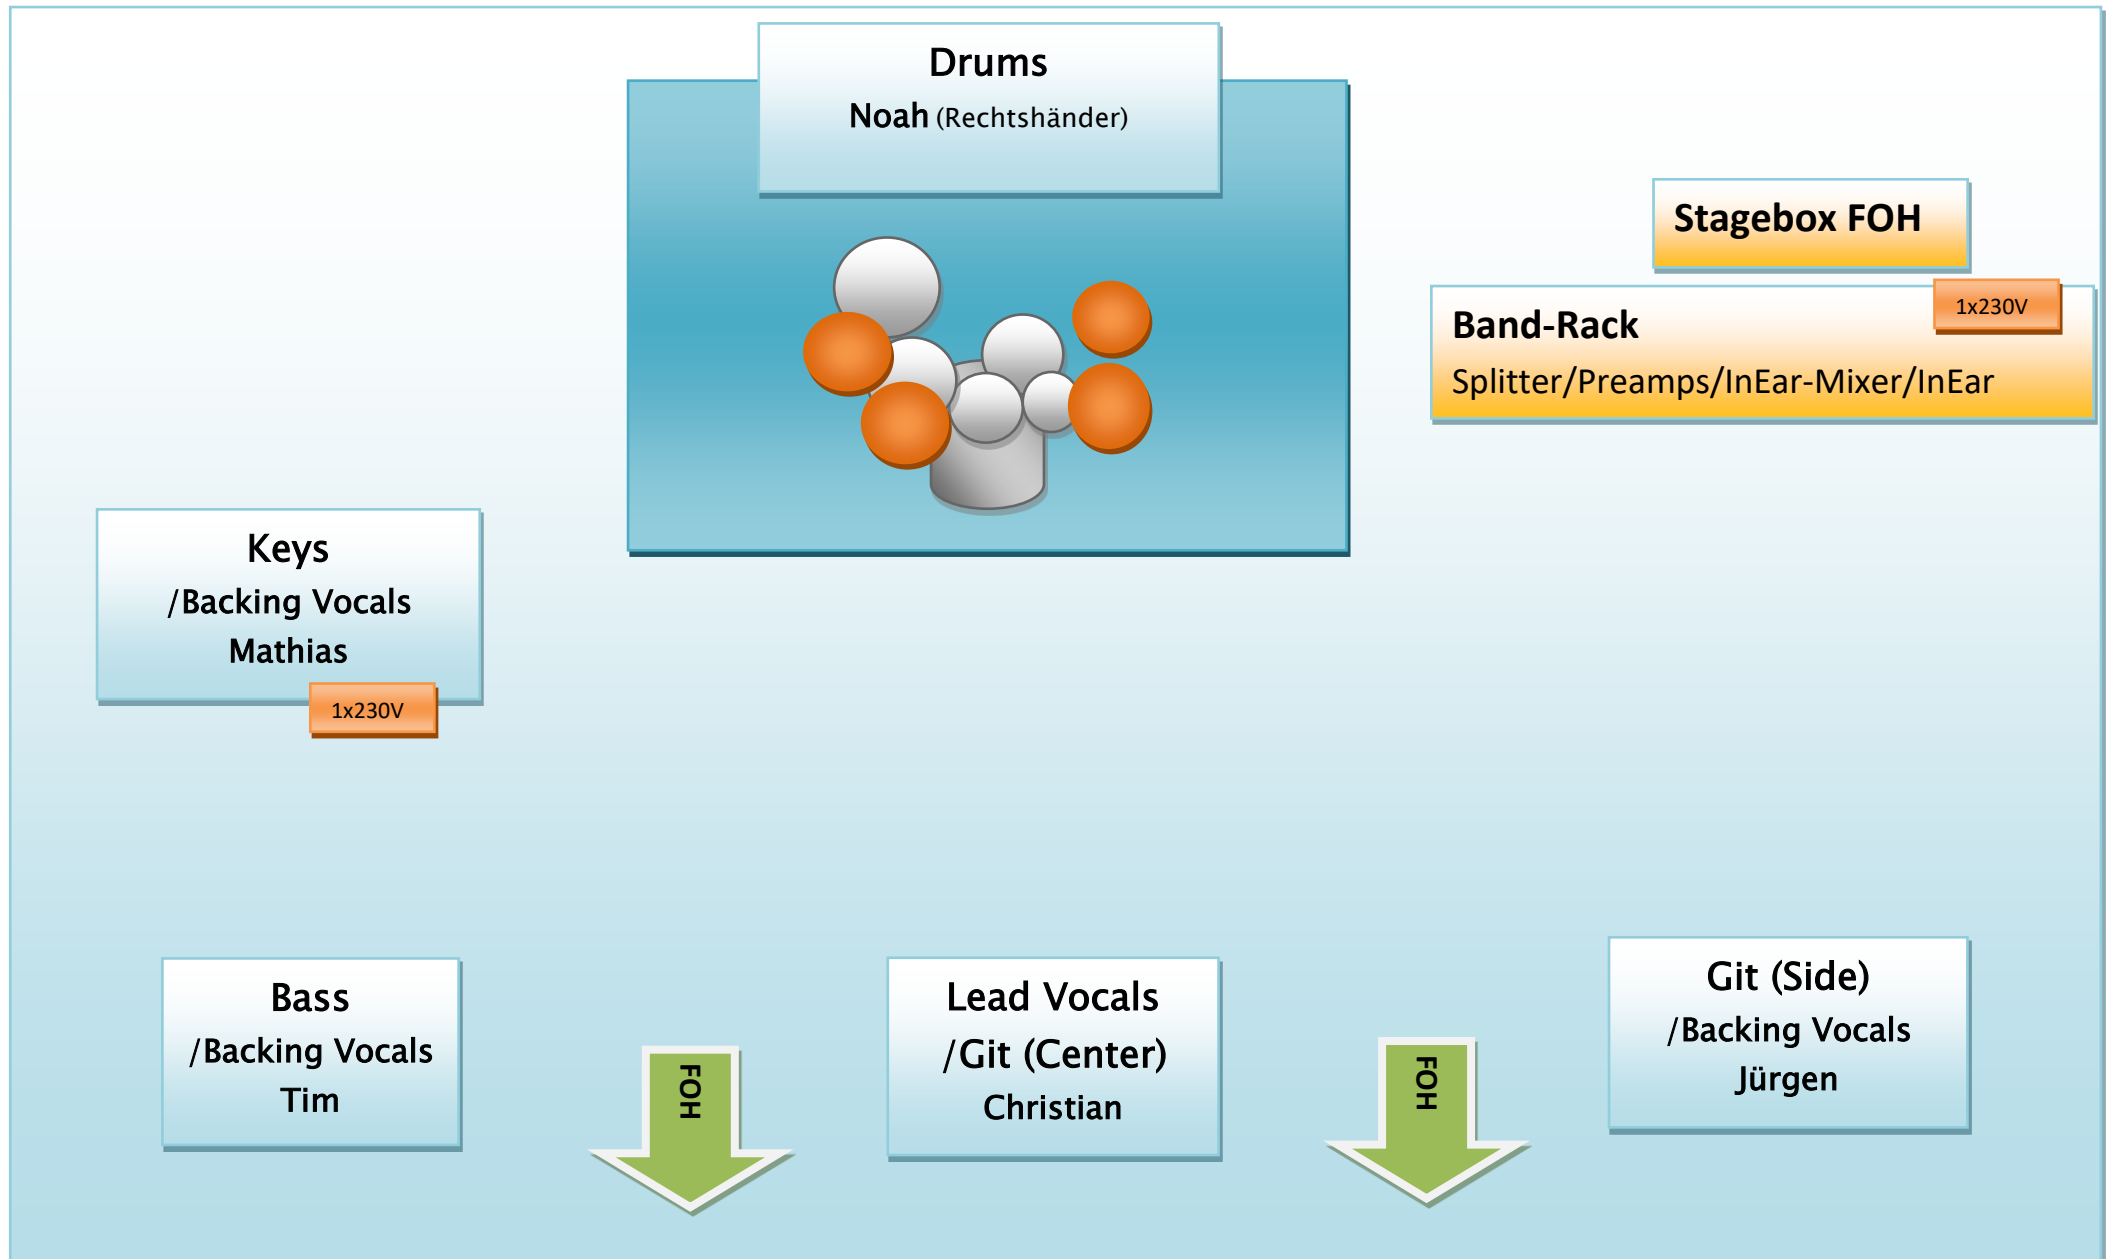 Drums
Noah (Rechtshänder)
Stagebox FOH
1x230V
Band-Rack
Splitter/Preamps/InEar-Mixer/InEar
Keys
/Backing Vocals
Mathias
1x230V
Bass
/Backing Vocals
Tim
FOH
Lead Vocals
/Git (Center)
Christian
FOH
Git (Side)
/Backing Vocals
Jürgen